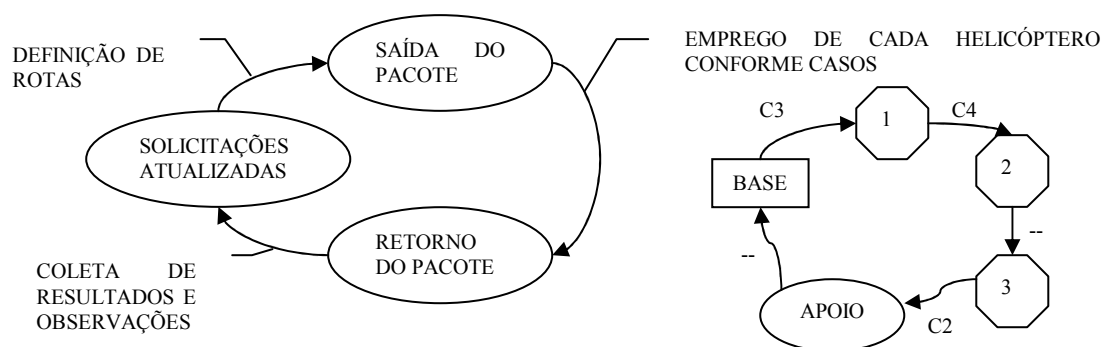 DEFINIÇÃO DE
ROTAS
SAÍDA DO
PACOTE
SOLICITAÇÕES
ATUALIZADAS
RETORNO
DO PACOTE
COLETA DE
RESULTADOS E
OBSERVAÇÕES
EMPREGO DE CADA HELICÓPTERO
CONFORME CASOS
C3
1
C4
2
BASE
--
--
3
C2
APOIO